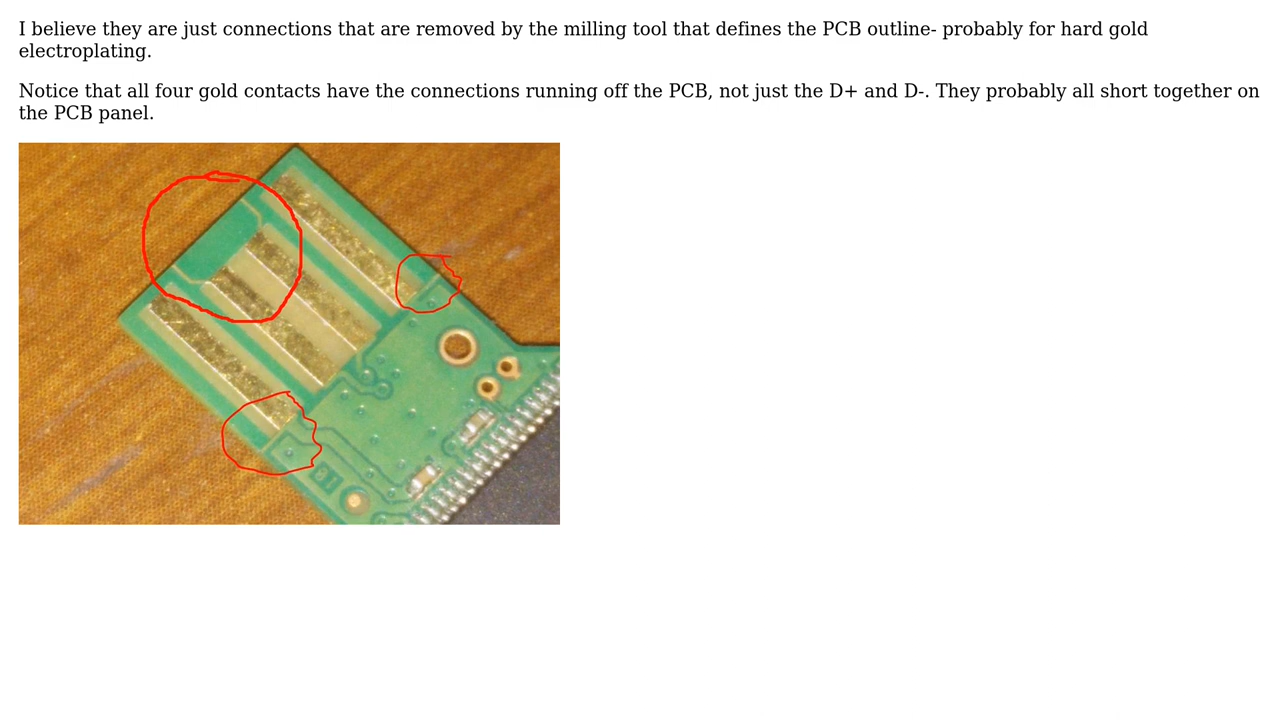 I believe they are just connections that are removed by the milling tool that defines the PCB outline- probably for hard gold
electroplating.
Notice that all four gold contacts have the connections running off the PCB, not just the D+ and D-. They probably all short together on
the PCB panel.